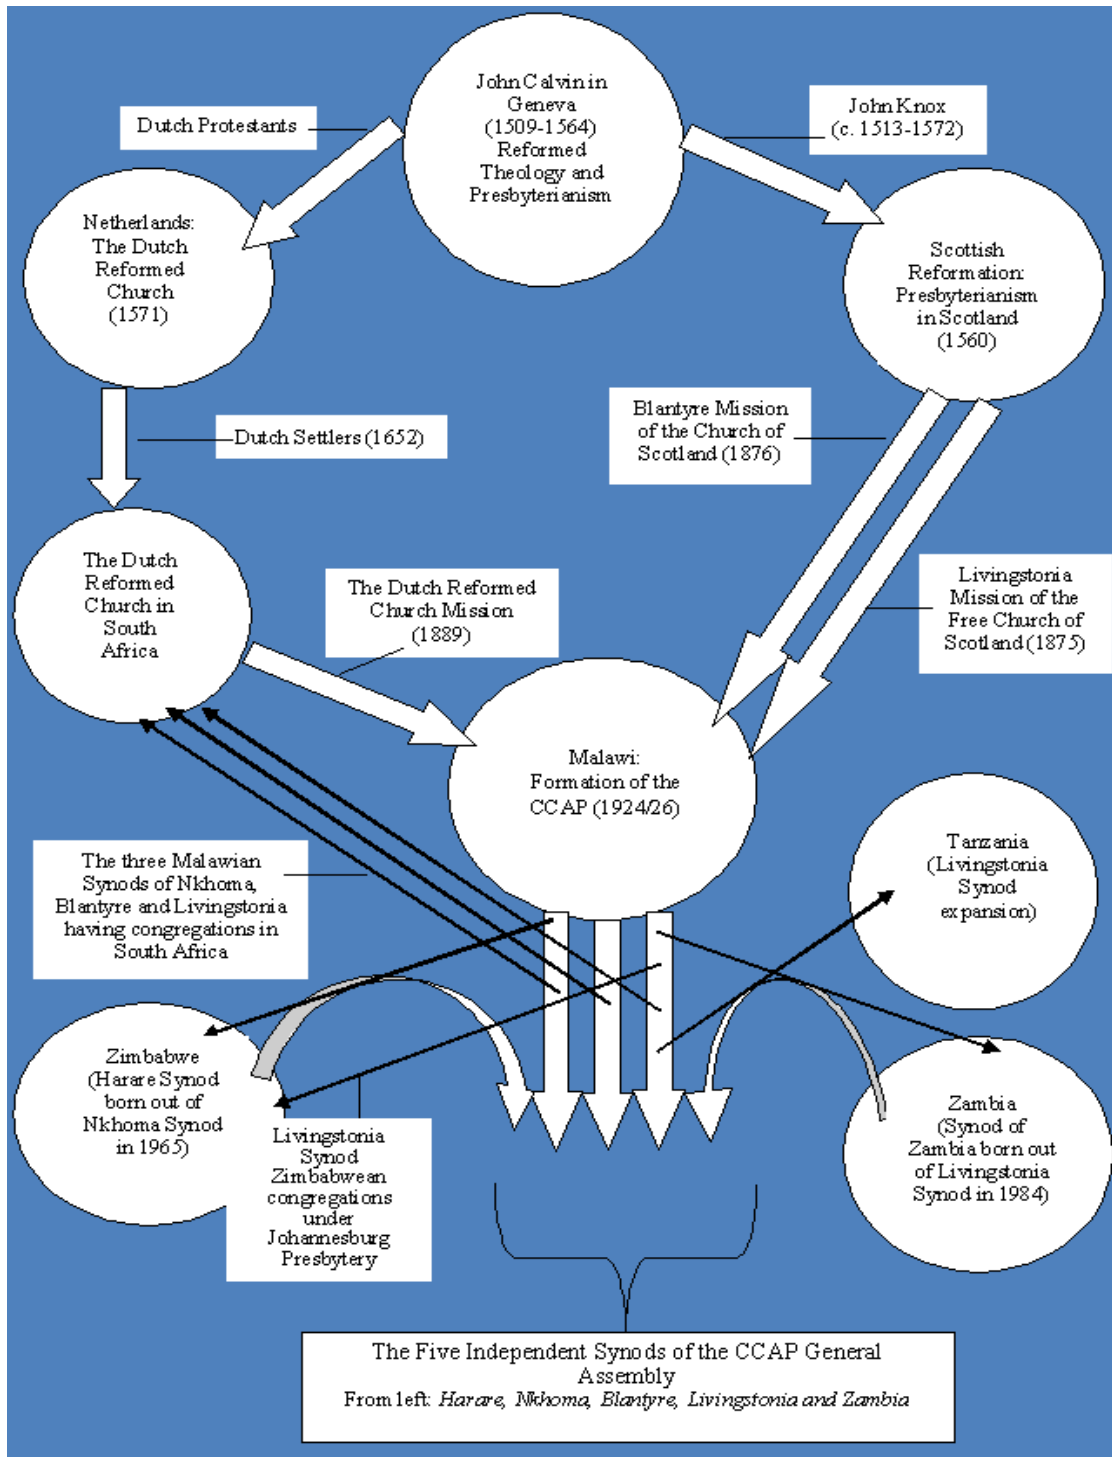 John Calvin in
Geneva
(1509-1564)
Reformed
Theology and
Presbyterianism
Dutch Protestants
John Knox
(c. 1513-1572)
Netherlands:
The Dutch
Reformed
Church
(1571)
Scottish
Reformation:
Presbyterianism
in Scotland
(1560)
Dutch Settlers (1652)
Blantyre Mission
of the Church of
Scotland (1876)
The Dutch
Reformed
Church in
South
Africa
The Dutch Reformed
Church Mission
(1889)
Livingstonia
Mission of the
Free Church of
Scotland (1875)
Malawi:
Formation of the
CCAP (1924/26)
The three Malawian
Synods of Nkhoma,
Blantyre and Livingstonia
having congregations in
South Africa
Tanzania
(Livingstonia
Synod
expansion)
Zimbabwe
(Harare Synod
born out of
Nkhoma Synod
in 1965)
Livingstonia
Synod
Zimbabwean
congregations
under
Johannesburg
Presbytery
Zambia
(Synod of
Zambia born out
of Livingstonia
Synod in 1984)
The Five Independent Synods of the CCAP General
Assembly
From left: Harare, Nkhoma, Blantyre, Livingstonia and Zambia